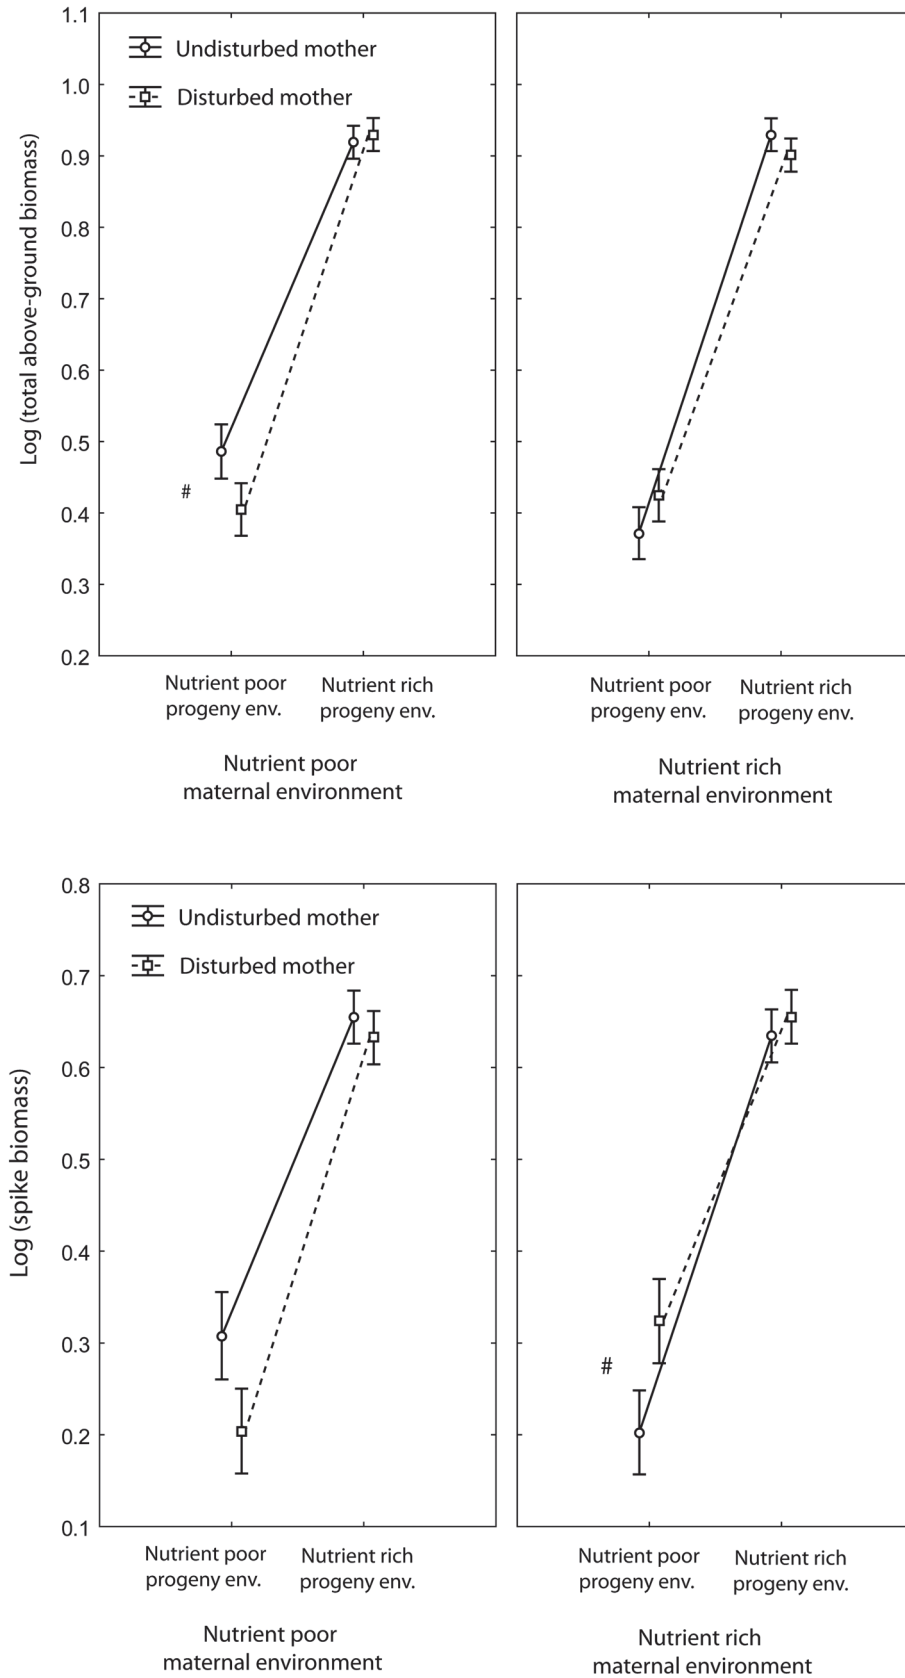 1.1
1.0
0.9
0.8
0.7
0.6
0.5
0.4
0.3
0.2
Log (total above-ground biomass)
Undisturbed mother
Disturbed mother
#
Nutrient poor
progeny env.
Nutrient rich
progeny env.
Nutrient poor
maternal environment
Nutrient poor
progeny env.
Nutrient rich
progeny env.
Nutrient rich
maternal environment
0.8
0.7
0.6
0.5
0.4
0.3
0.2
0.1
Log (spike biomass)
Undisturbed mother
Disturbed mother
#
Nutrient poor
progeny env.
Nutrient rich
progeny env.
Nutrient poor
maternal environment
Nutrient poor
progeny env.
Nutrient rich
progeny env.
Nutrient rich
maternal environment